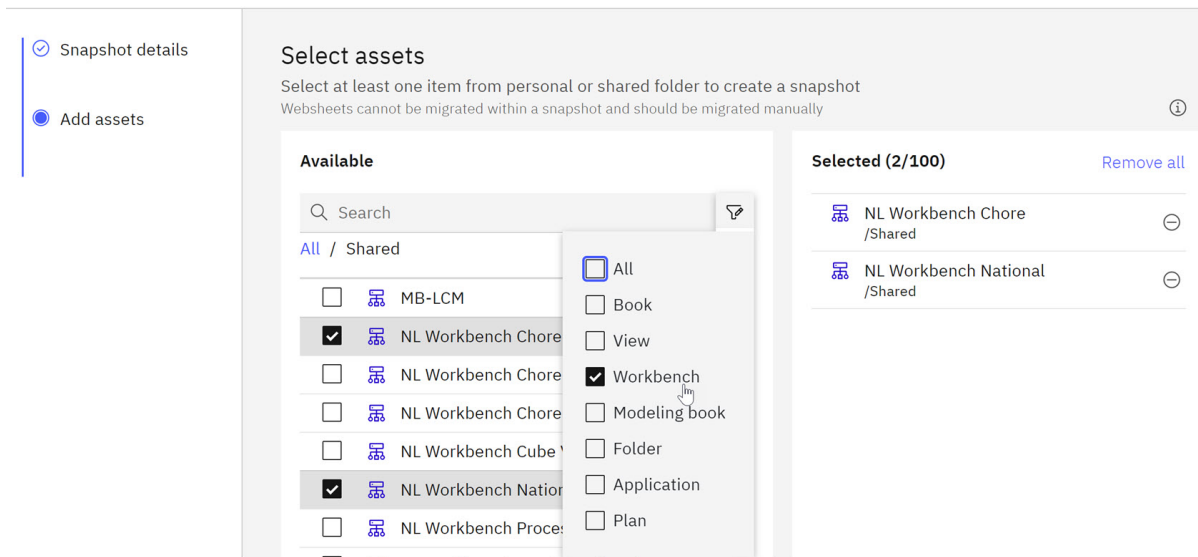 Snapshot details
Add assets
Select assets
Select at least one item from personal or shared folder to create a snapshot
Websheets cannot be migrated within a snapshot and should be migrated manually
Available
Search
All / Shared
MB-LCM
NL Workbench Chore
NL Workbench Chore
NL Workbench Chore
NL Workbench Cube
NL Workbench Nation
NL Workbench Proces
All
Book
View
Workbench
Modeling book
Folder
Application
Plan
Selected (2/100)
Remove all
NL Workbench Chore
/Shared
NL Workbench National
/Shared